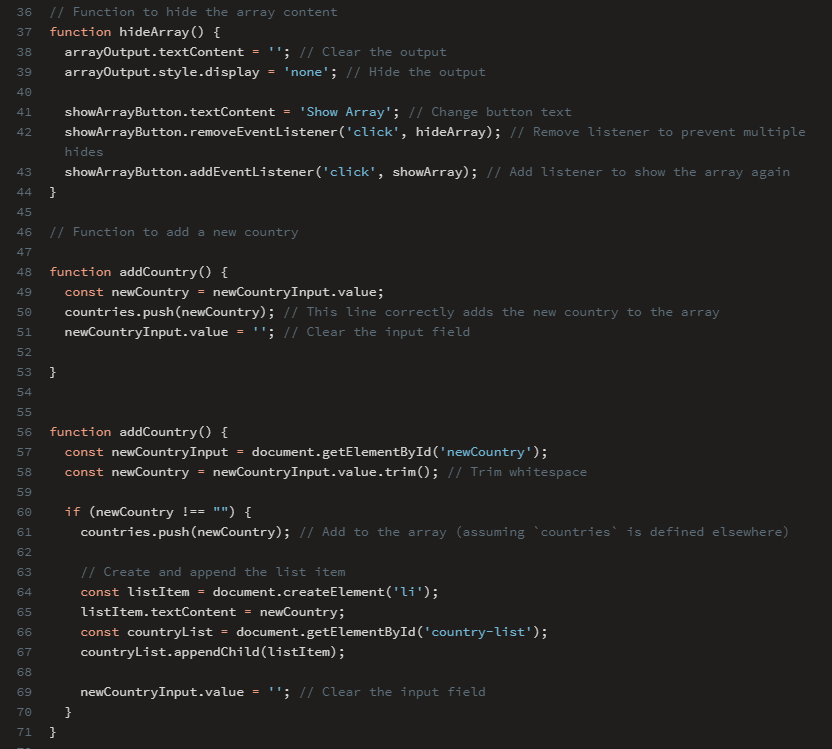 36 // Function to hide the array content
37 function hideArray() {
38   arrayOutput.textContent = ''; // Clear the output
39   arrayOutput.style.display = 'none'; // Hide the output
40
41   showArrayButton.textContent = 'Show Array'; // Change button text
42   showArrayButton.removeEventListener('click', hideArray); // Remove listener to prevent multiple
hides
43   showArrayButton.addEventListener('click', showArray); // Add listener to show the array again
44 }
45
46 // Function to add a new country
47
48 function addCountry() {
49   const newCountry = newCountryInput.value;
50   countries.push(newCountry); // This line correctly adds the new country to the array
51   newCountryInput.value = ''; // Clear the input field
52
53 }
54
55
56 function addCountry() {
57   const newCountryInput = document.getElementById('newCountry');
58   const newCountry = newCountryInput.value.trim(); // Trim whitespace
59
60   if (newCountry !== "") {
61     countries.push(newCountry); // Add to the array (assuming `countries` is defined elsewhere)
62
63     // Create and append the list item
64     const listItem = document.createElement('li');
65     listItem.textContent = newCountry;
66     const countryList = document.getElementById('country-list');
67     countryList.appendChild(listItem);
68
69     newCountryInput.value = ''; // Clear the input field
70   }
71 }